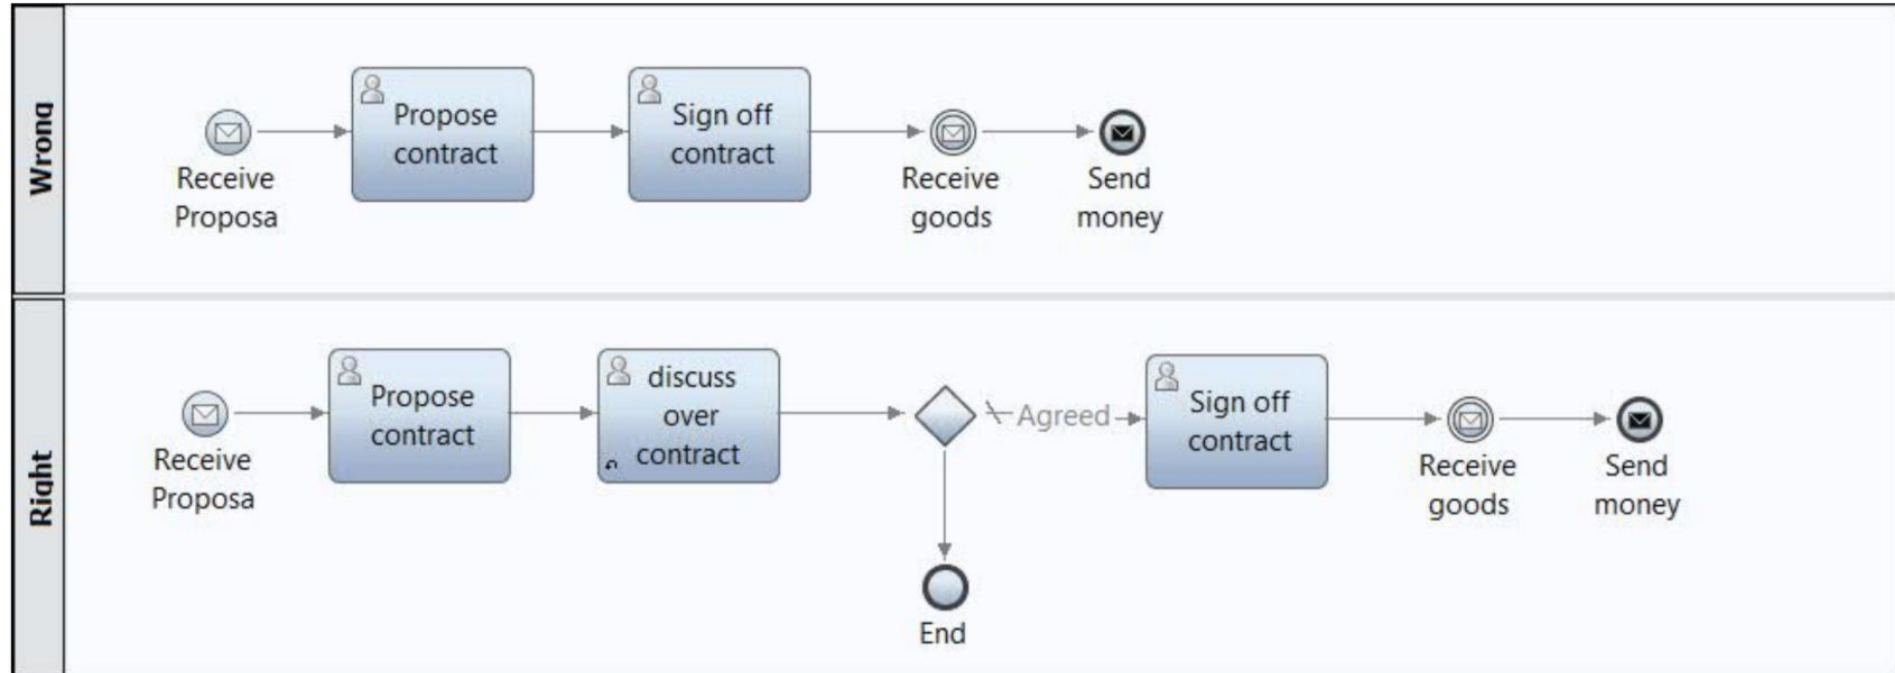 Wrong
Propose
contract
Sign off
contract
Receive
Proposa
Receive
goods
Send
money
Right
Propose
contract
discuss
over
contract
Agreed
Sign off
contract
Receive
Proposa
Receive
goods
Send
money
End